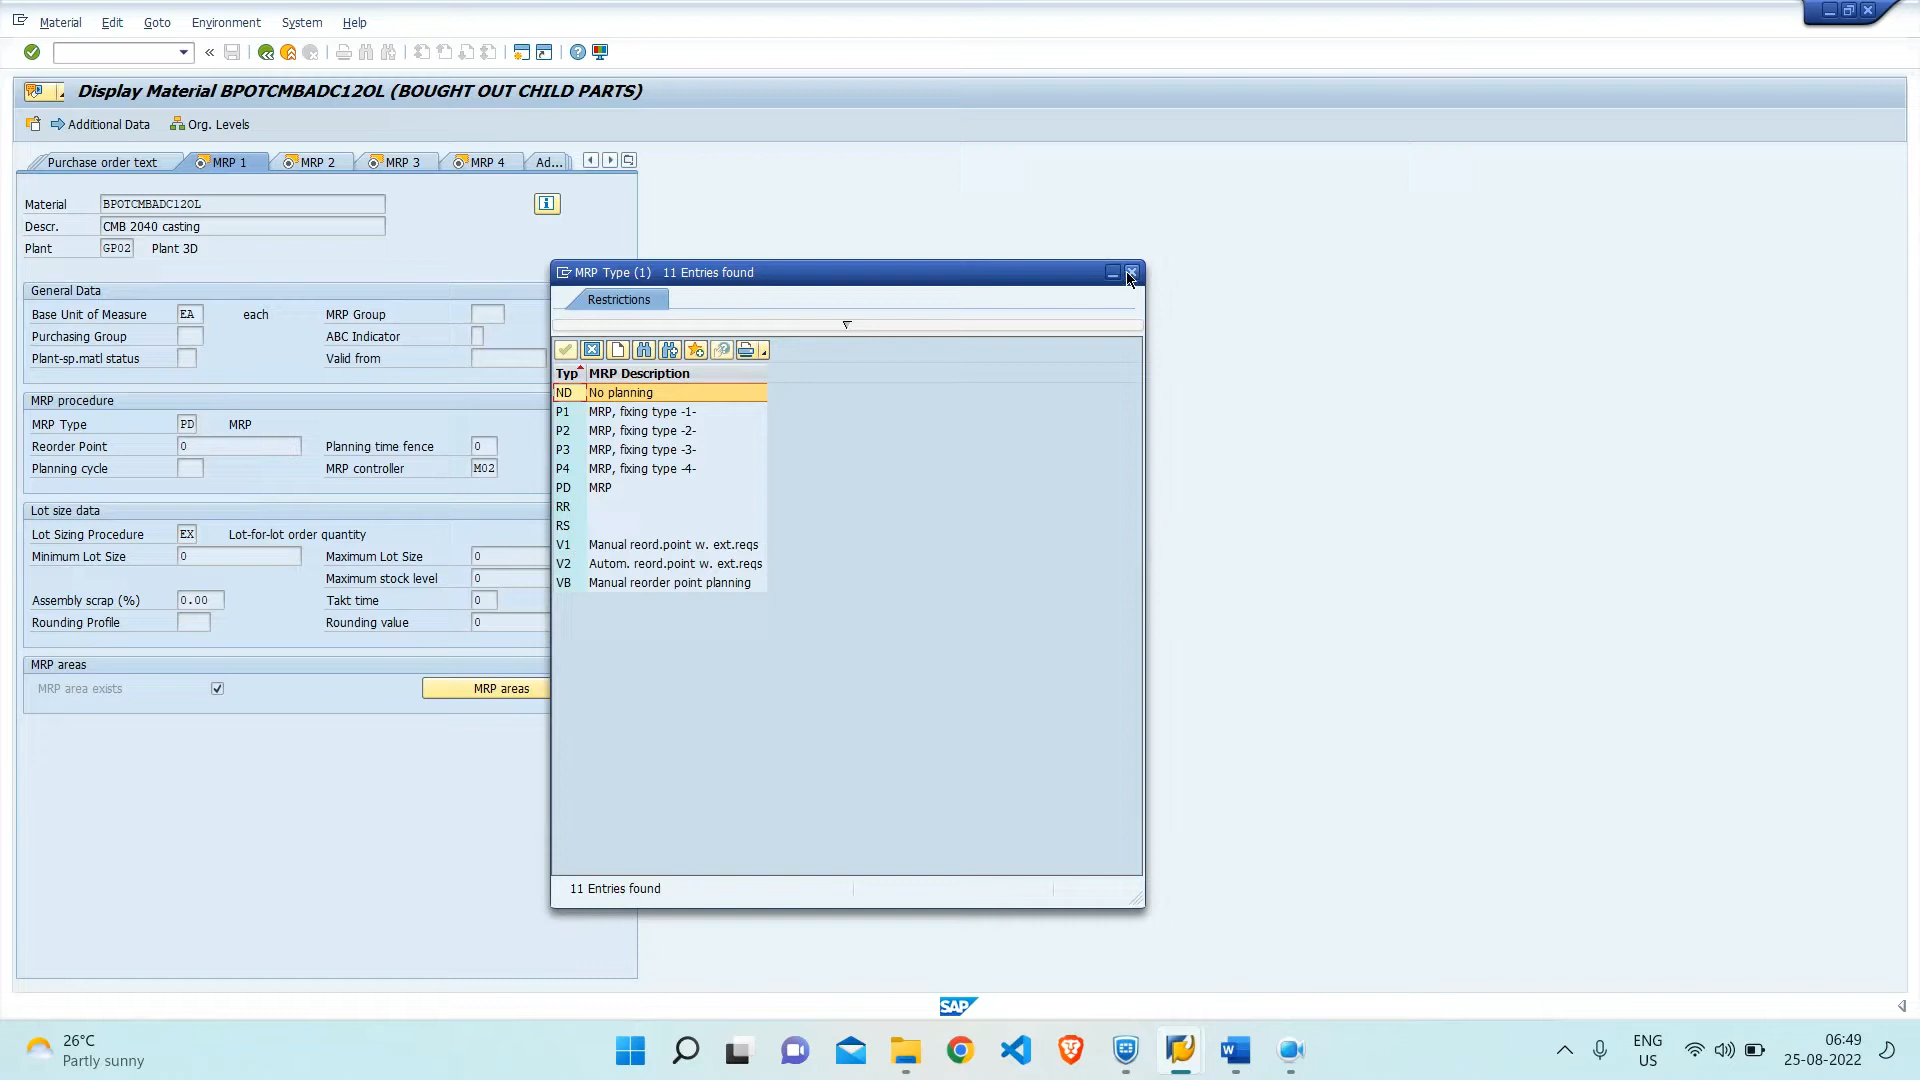 Material Edit Goto Environment System Help
Display Material BPOTCMBADC12OL (BOUGHT OUT CHILD PARTS)
Additional Data Org. Levels
Purchase order text MRP 1 MRP 2 MRP 3 MRP 4 Ad...
Material BPOTCMBADC12OL
Descr. CMB 2040 casting
Plant GP02 Plant 3D
General Data
Base Unit of Measure EA each MRP Group
Purchasing Group ABC Indicator
Plant-sp.matl status Valid from
MRP procedure
MRP Type PD MRP
Reorder Point 0 Planning time fence 0
Planning cycle MRP controller M02
Lot size data
Lot Sizing Procedure EX Lot-for-lot order quantity
Minimum Lot Size 0 Maximum Lot Size 0
Maximum stock level 0
Assembly scrap (%) 0.00 Takt time 0
Rounding Profile Rounding value 0
MRP areas
MRP area exists MRP areas
MRP Type (1) 11 Entries found
Restrictions
Typ MRP Description
ND No planning
P1 MRP, fixing type -1-
P2 MRP, fixing type -2-
P3 MRP, fixing type -3-
P4 MRP, fixing type -4-
PD MRP
RR
RS
V1 Manual reord.point w. ext.reqs
V2 Autom. reord.point w. ext.reqs
VB Manual reorder point planning
11 Entries found
SAP
26°C
Partly sunny
ENG
US
06:49
25-08-2022